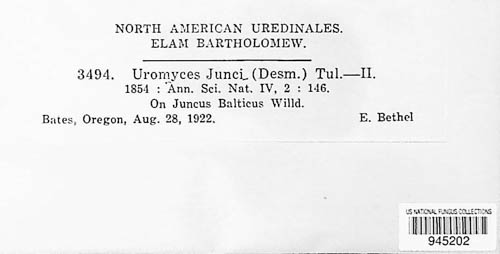 NORTH AMERICAN UREDINALES.
ELAM BARTHOLOMEW.
3494. Uromyces Junci (Desm.) Tul.—II.
1854 : Ann. Sci. Nat. IV, 2 : 146.
On Juncus Balticus Willd.
Bates, Oregon, Aug. 28, 1922. E. Bethel
US NATIONAL FUNGUS COLLECTIONS
945202